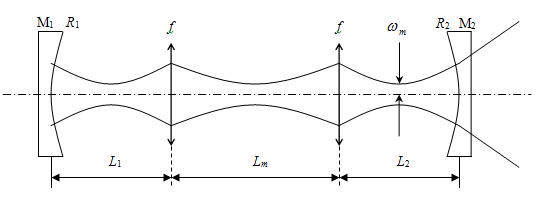 M₁ R₁ f f ωₘ R₂ M₂
L₁ Lₘ L₂